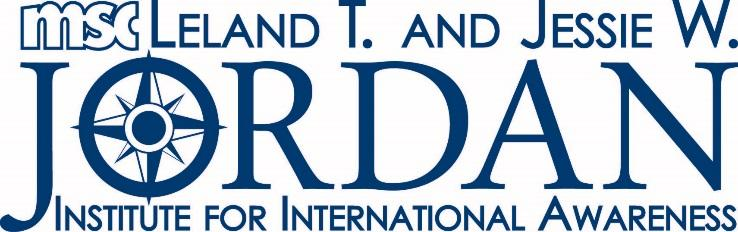 msc LELAND T. AND JESSIE W.
JORDAN
INSTITUTE FOR INTERNATIONAL AWARENESS